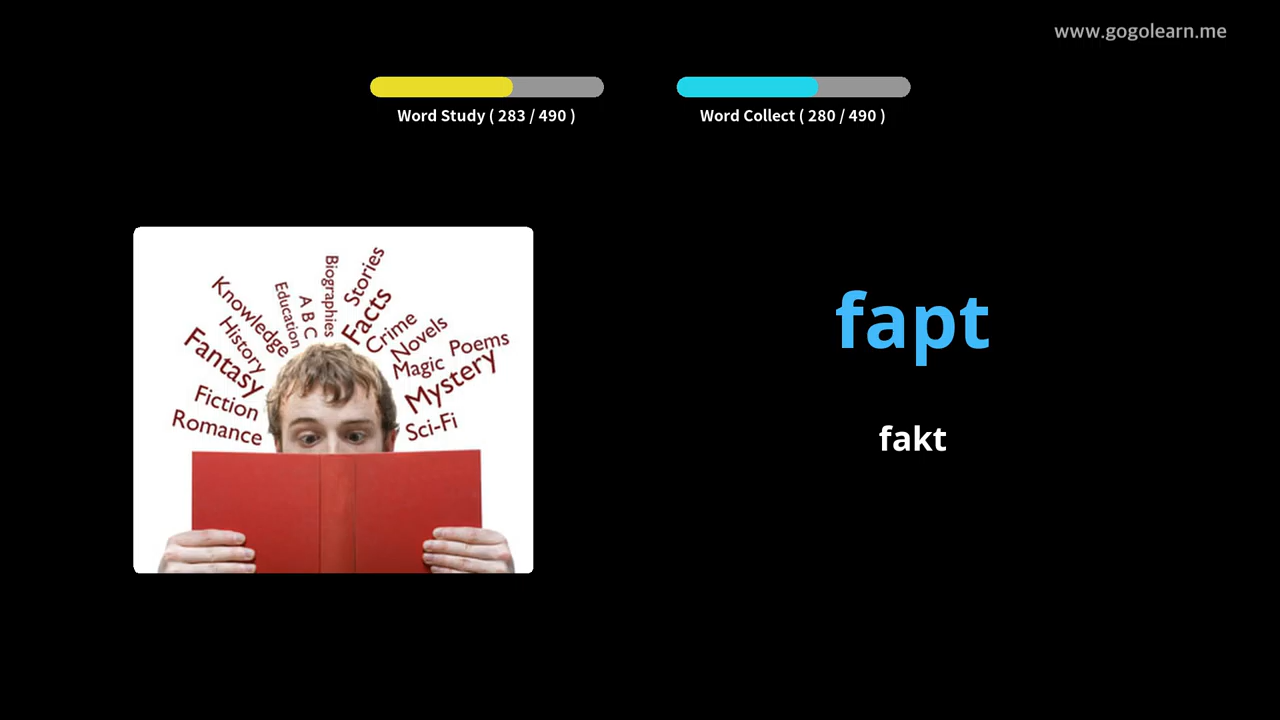 www.gogolearn.me
Word Study ( 283 / 490 )
Word Collect ( 280 / 490 )
fapt
fakt
Knowledge
History
Fantasy
Fiction
Romance
Education
A B C
Biographies
Stories
Facts
Crime
Novels
Magic
Poems
Mystery
Sci-Fi